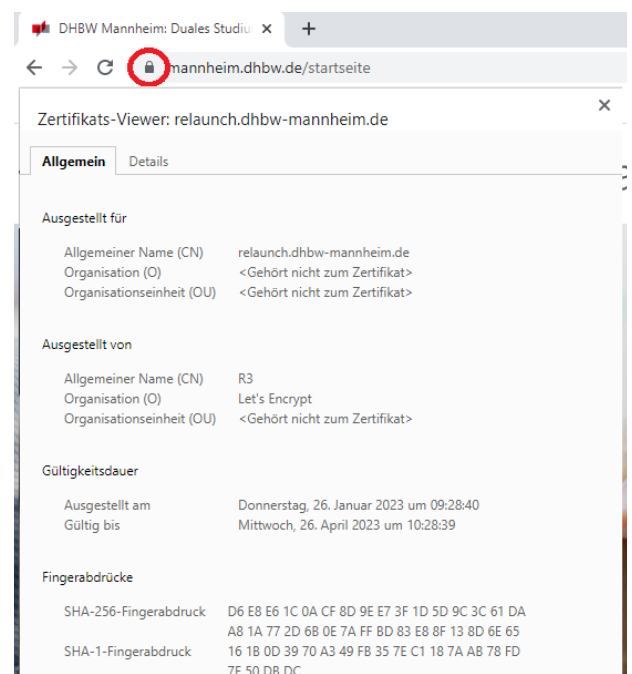 DHBW Mannheim: Duales Studiu
mannheim.dhbw.de/startseite
Zertifikats-Viewer: relaunch.dhbw-mannheim.de
Allgemein Details
Ausgestellt für
Allgemeiner Name (CN) relaunch.dhbw-mannheim.de
Organisation (O) <Gehört nicht zum Zertifikat>
Organisationseinheit (OU) <Gehört nicht zum Zertifikat>
Ausgestellt von
Allgemeiner Name (CN) R3
Organisation (O) Let's Encrypt
Organisationseinheit (OU) <Gehört nicht zum Zertifikat>
Gültigkeitsdauer
Ausgestellt am Donnerstag, 26. Januar 2023 um 09:28:40
Gültig bis Mittwoch, 26. April 2023 um 10:28:39
Fingerabdrücke
SHA-256-Fingerabdruck D6 E8 E6 1C 0A CF 8D 9E E7 3F 1D 5D 9C 3C 61 DA
A8 1A 77 2D 6B 0E 7A FF BD 83 E8 8F 13 8D 6E 65
SHA-1-Fingerabdruck 16 1B 0D 39 70 A3 49 FB 35 7E C1 18 7A AB 78 FD
7E 50 DB DC